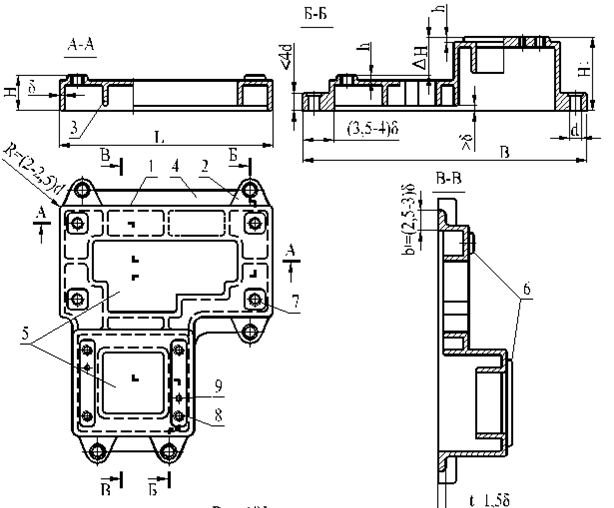 Б-Б
А-А
h
h
ΔH
<4d
H
δ
H₁
3
L
(3,5-4)δ
>δ
d
B
R=(2-2,5)d
В
1
4
2
Б
В-В
А
А
b₁=(2,5-3)δ
6
7
5
9
8
В
Б
t 1,5δ